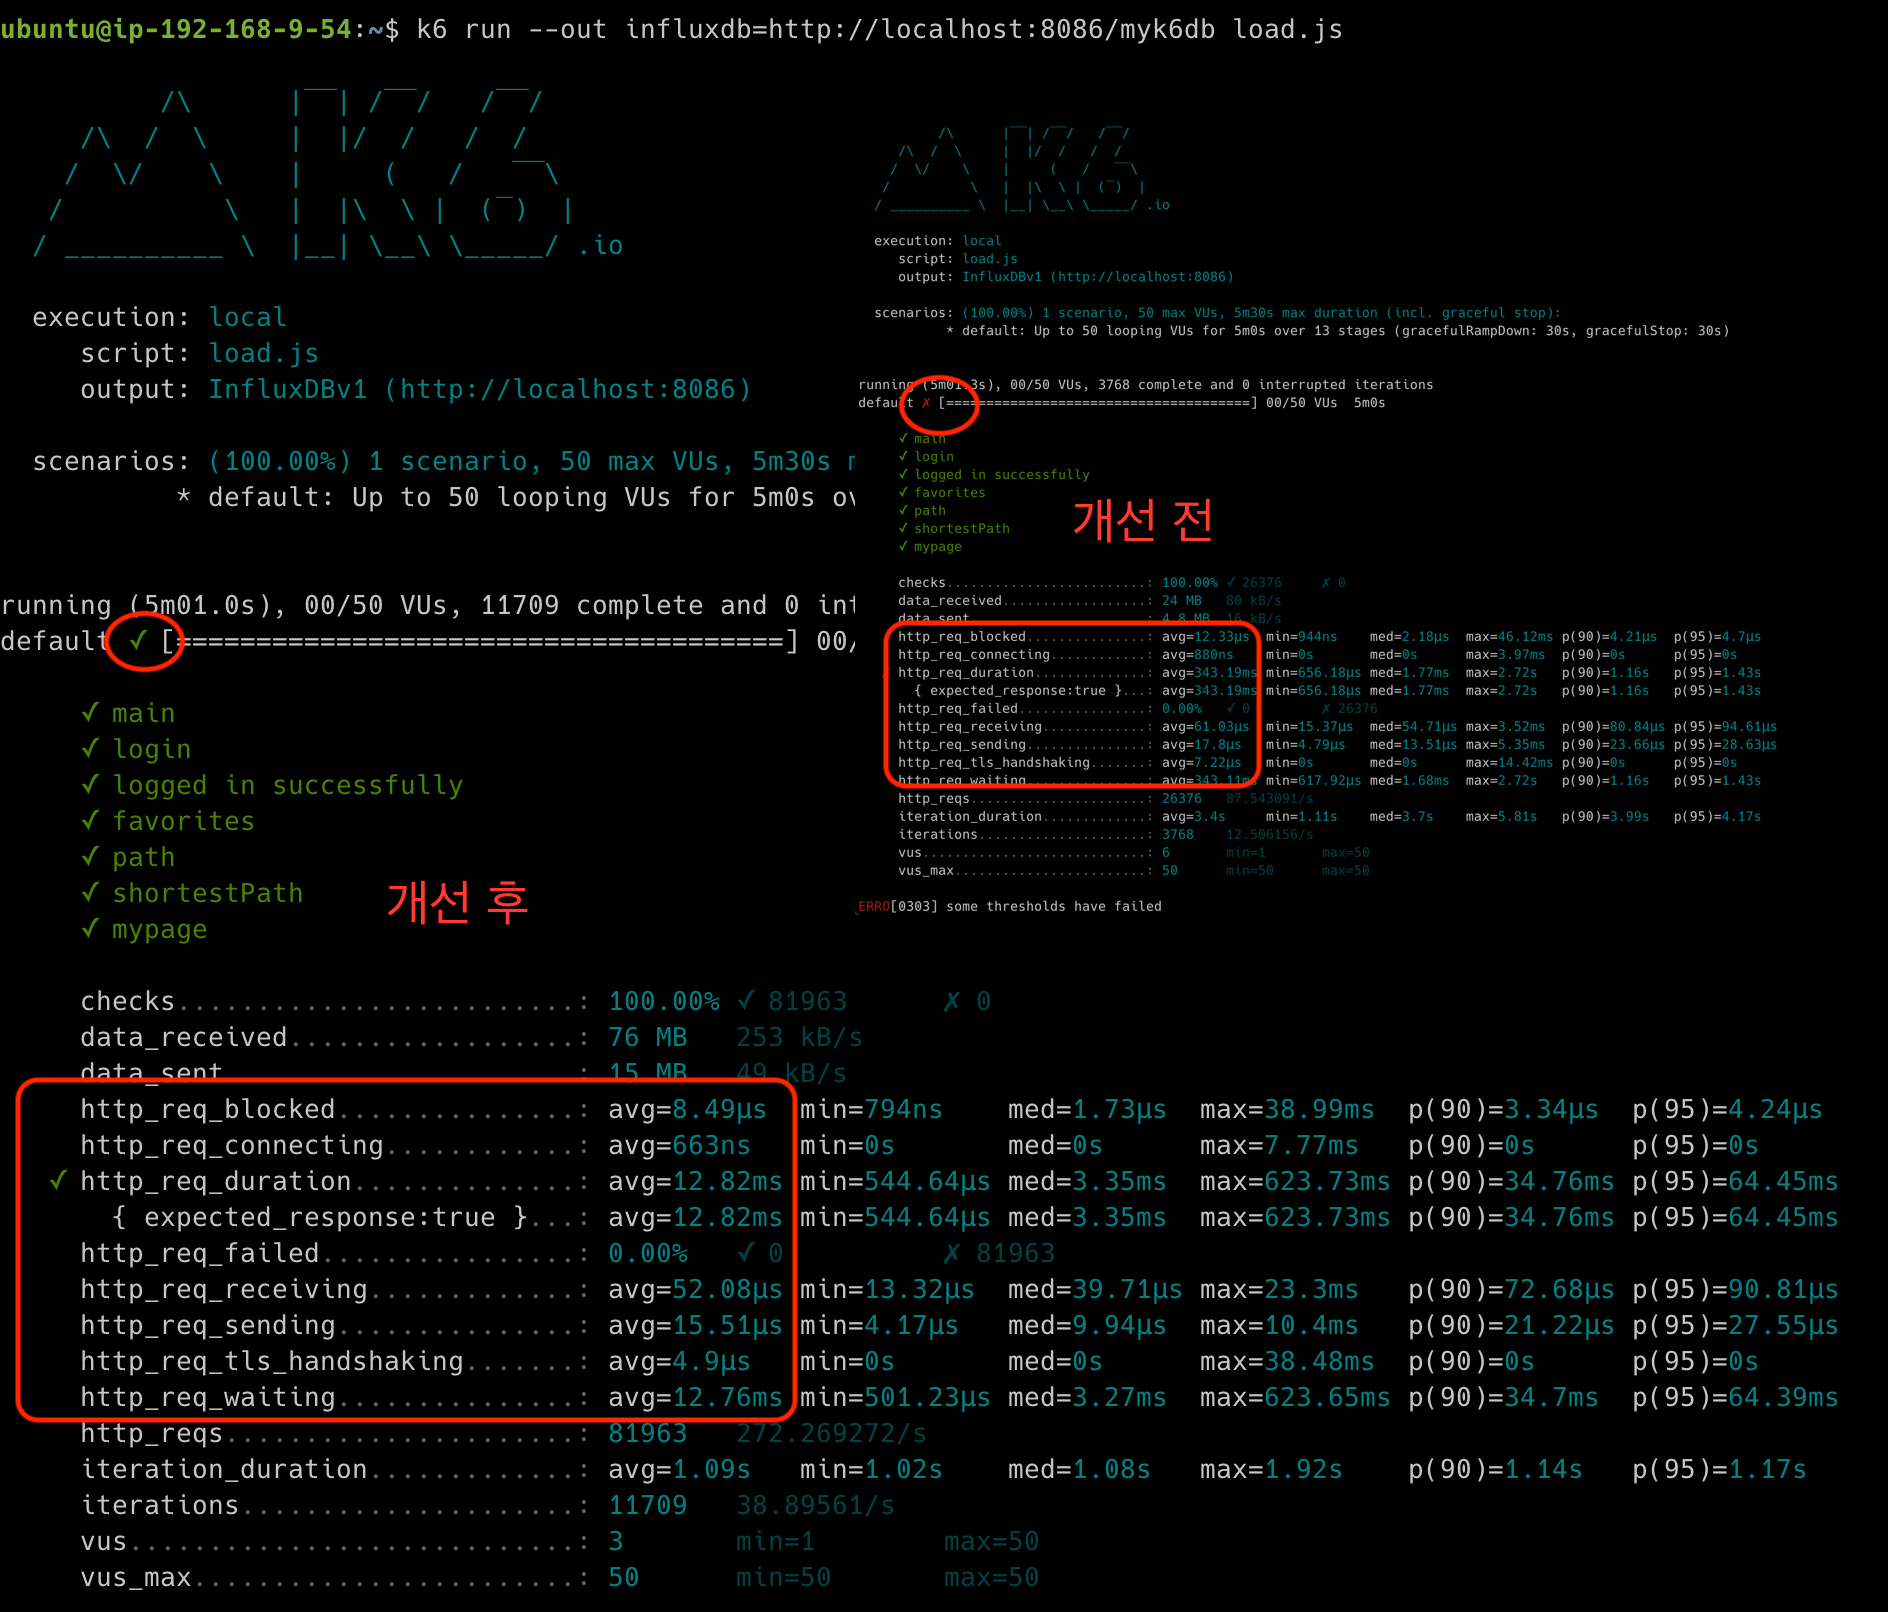 ubuntu@ip-192-168-9-54:~$ k6 run --out influxdb=http://localhost:8086/myk6db load.js
.io
execution: local
script: load.js
output: InfluxDBv1 (http://localhost:8086)
scenarios: (100.00%) 1 scenario, 50 max VUs, 5m30s
* default: Up to 50 looping VUs for 5m0s ov
running (5m01.0s), 00/50 VUs, 11709 complete and 0 int
default ✓ [======================================] 00/
✓ main
✓ login
✓ logged in successfully
✓ favorites
✓ path
✓ shortestPath
✓ mypage
개선 후
checks.........................: 100.00% ✓ 81963 ✗ 0
data_received..................: 76 MB 253 kB/s
data_sent : 15 MB 49 kB/s
http_req_blocked...............: avg=8.49µs min=794ns med=1.73µs max=38.99ms p(90)=3.34µs p(95)=4.24µs
http_req_connecting............: avg=663ns min=0s med=0s max=7.77ms p(90)=0s p(95)=0s
✓ http_req_duration..............: avg=12.82ms min=544.64µs med=3.35ms max=623.73ms p(90)=34.76ms p(95)=64.45ms
{ expected_response:true }...: avg=12.82ms min=544.64µs med=3.35ms max=623.73ms p(90)=34.76ms p(95)=64.45ms
http_req_failed................: 0.00% ✓ 0 ✗ 81963
http_req_receiving.............: avg=52.08µs min=13.32µs med=39.71µs max=23.3ms p(90)=72.68µs p(95)=90.81µs
http_req_sending...............: avg=15.51µs min=4.17µs med=9.94µs max=10.4ms p(90)=21.22µs p(95)=27.55µs
http_req_tls_handshaking.......: avg=4.9µs min=0s med=0s max=38.48ms p(90)=0s p(95)=0s
http_req_waiting...............: avg=12.76ms min=501.23µs med=3.27ms max=623.65ms p(90)=34.7ms p(95)=64.39ms
http_reqs......................: 81963 272.269272/s
iteration_duration.............: avg=1.09s min=1.02s med=1.08s max=1.92s p(90)=1.14s p(95)=1.17s
iterations.....................: 11709 38.89561/s
vus............................: 3 min=1 max=50
vus_max........................: 50 min=50 max=50
.io
execution: local
script: load.js
output: InfluxDBv1 (http://localhost:8086)
scenarios: (100.00%) 1 scenario, 50 max VUs, 5m30s max duration (incl. graceful stop):
* default: Up to 50 looping VUs for 5m0s over 13 stages (gracefulRampDown: 30s, gracefulStop: 30s)
running (5m01.3s), 00/50 VUs, 3768 complete and 0 interrupted iterations
default ✗ [======================================] 00/50 VUs 5m0s
✓ main
✓ login
✓ logged in successfully
✓ favorites
✓ path
✓ shortestPath
✓ mypage
개선 전
checks.........................: 100.00% ✓ 26376 ✗ 0
data_received..................: 24 MB 80 kB/s
data_sent : 4.8 MB 16 kB/s
http_req_blocked...............: avg=12.33µs min=944ns med=2.18µs max=46.12ms p(90)=4.21µs p(95)=4.7µs
http_req_connecting............: avg=880ns min=0s med=0s max=3.97ms p(90)=0s p(95)=0s
✗ http_req_duration..............: avg=343.19ms min=656.18µs med=1.77ms max=2.72s p(90)=1.16s p(95)=1.43s
{ expected_response:true }...: avg=343.19ms min=656.18µs med=1.77ms max=2.72s p(90)=1.16s p(95)=1.43s
http_req_failed................: 0.00% ✓ 0 ✗ 26376
http_req_receiving.............: avg=61.03µs min=15.37µs med=54.71µs max=3.52ms p(90)=80.84µs p(95)=94.61µs
http_req_sending...............: avg=17.8µs min=4.79µs med=13.51µs max=5.35ms p(90)=23.66µs p(95)=28.63µs
http_req_tls_handshaking.......: avg=7.22µs min=0s med=0s max=14.42ms p(90)=0s p(95)=0s
http_req_waiting...............: avg=343.11ms min=617.92µs med=1.68ms max=2.72s p(90)=1.16s p(95)=1.43s
http_reqs......................: 26376 87.543091/s
iteration_duration.............: avg=3.4s min=1.11s med=3.7s max=5.81s p(90)=3.99s p(95)=4.17s
iterations.....................: 3768 12.506156/s
vus............................: 6 min=1 max=50
vus_max........................: 50 min=50 max=50
ERRO[0303] some thresholds have failed